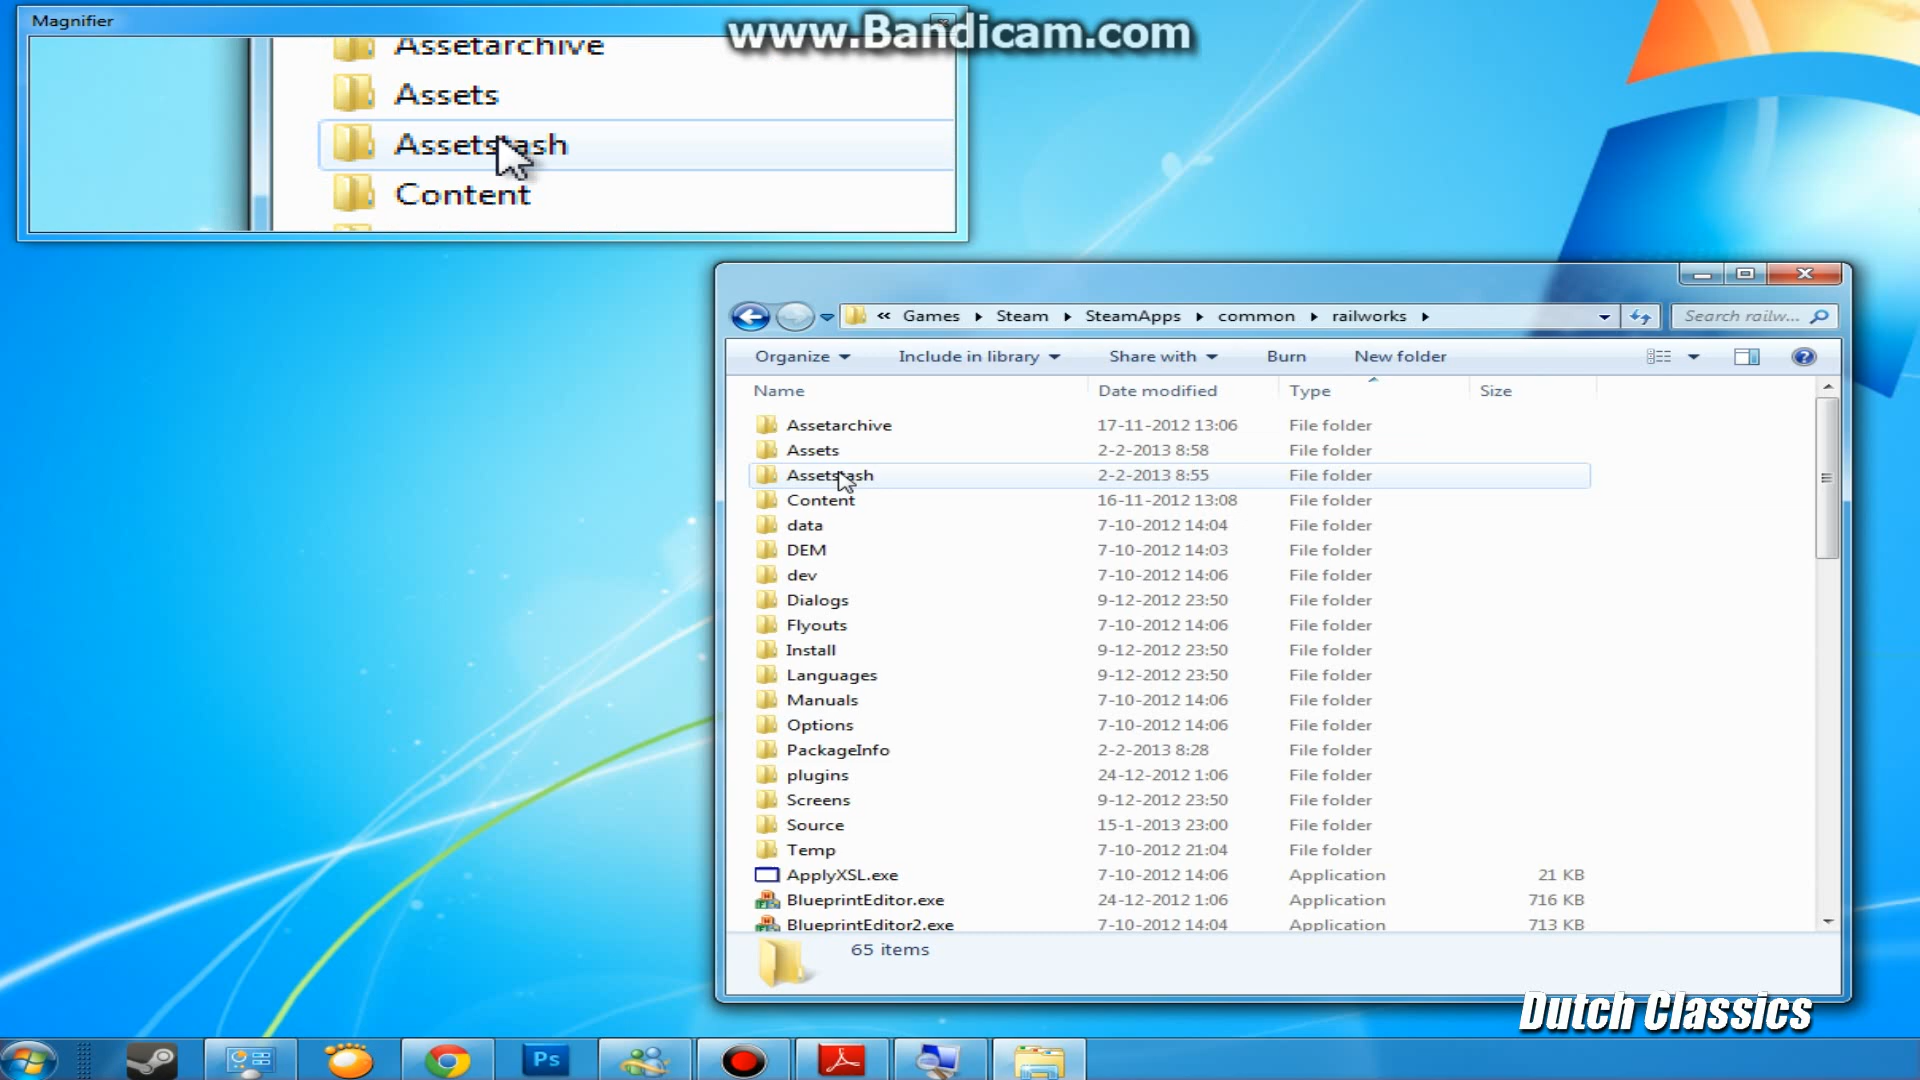 Magnifier
www.Bandicam.com
Assetarchive
Assets
Content
Games Steam SteamApps common railworks
Search railw...
Organize Include in library Share with Burn New folder
Name Date modified Type Size
Assetarchive 17-11-2012 13:06 File folder
Assets 2-2-2013 8:58 File folder
2-2-2013 8:55 File folder
Content 16-11-2012 13:08 File folder
data 7-10-2012 14:04 File folder
DEM 7-10-2012 14:03 File folder
dev 7-10-2012 14:06 File folder
Dialogs 9-12-2012 23:50 File folder
Flyouts 7-10-2012 14:06 File folder
Install 9-12-2012 23:50 File folder
Languages 9-12-2012 23:50 File folder
Manuals 7-10-2012 14:06 File folder
Options 7-10-2012 14:06 File folder
PackageInfo 2-2-2013 8:28 File folder
plugins 24-12-2012 1:06 File folder
Screens 9-12-2012 23:50 File folder
Source 15-1-2013 23:00 File folder
Temp 7-10-2012 21:04 File folder
ApplyXSL.exe 7-10-2012 14:06 Application 21 KB
BlueprintEditor.exe 24-12-2012 1:06 Application 716 KB
BlueprintEditor2.exe 7-10-2012 14:04 Application 713 KB
65 items
Dutch Classics
Ps